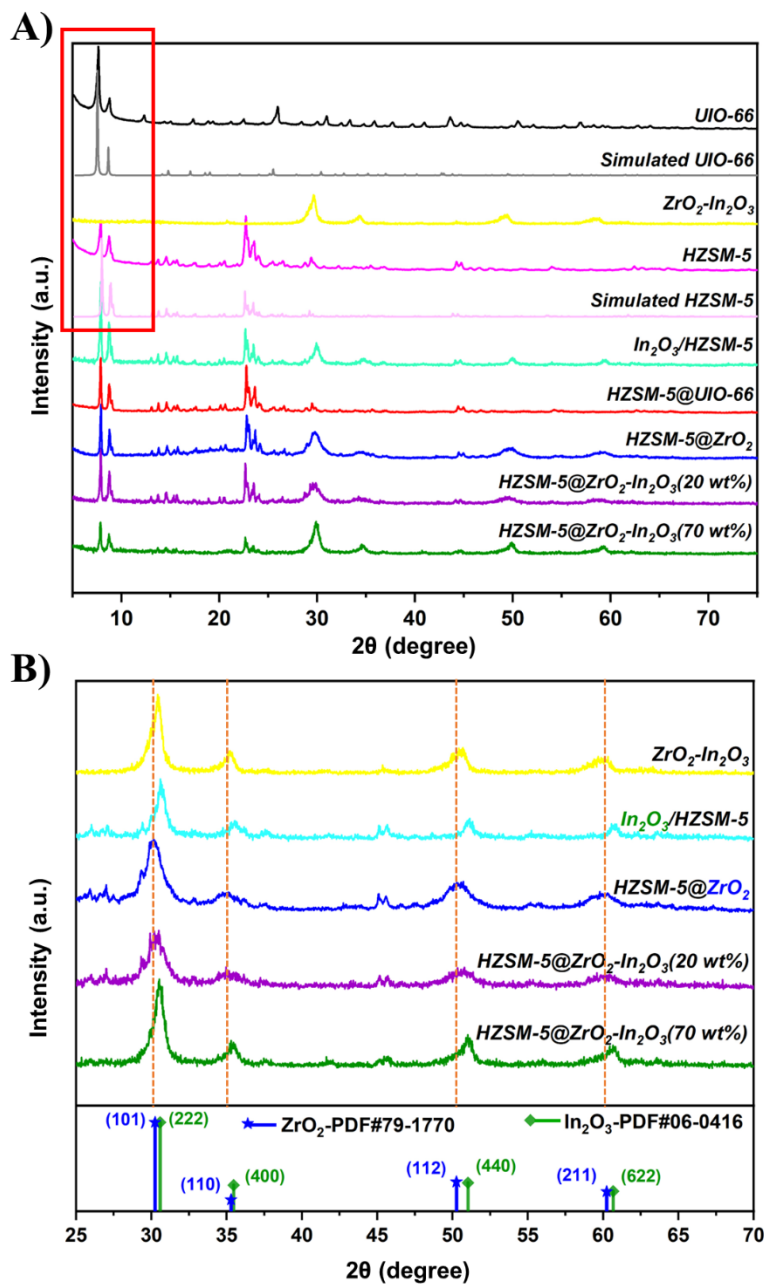 A)
UIO-66
Simulated UIO-66
ZrO₂-In₂O₃
HZSM-5
Simulated HZSM-5
In₂O₃/HZSM-5
HZSM-5@UIO-66
HZSM-5@ZrO₂
HZSM-5@ZrO₂-In₂O₃(20 wt%)
HZSM-5@ZrO₂-In₂O₃(70 wt%)
Intensity (a.u.)
10 20 30 40 50 60 70
2θ (degree)
B)
ZrO₂-In₂O₃
In₂O₃/HZSM-5
HZSM-5@ZrO₂
HZSM-5@ZrO₂-In₂O₃(20 wt%)
HZSM-5@ZrO₂-In₂O₃(70 wt%)
Intensity (a.u.)
(101) (222) ZrO₂-PDF#79-1770 In₂O₃-PDF#06-0416
(110) (400) (112) (440) (211) (622)
25 30 35 40 45 50 55 60 65 70
2θ (degree)